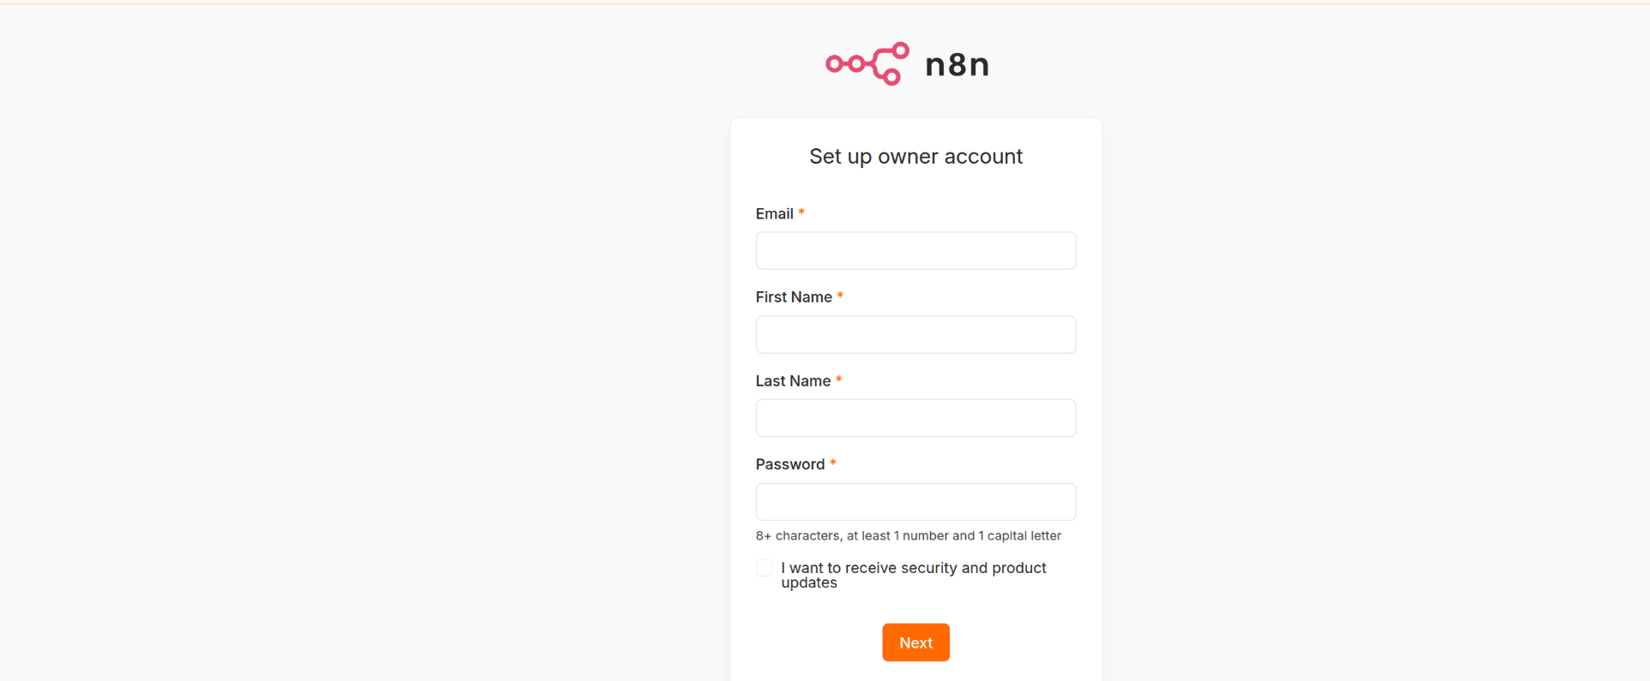 n8n
Set up owner account
Email *
First Name *
Last Name *
Password *
8+ characters, at least 1 number and 1 capital letter
I want to receive security and product
updates
Next